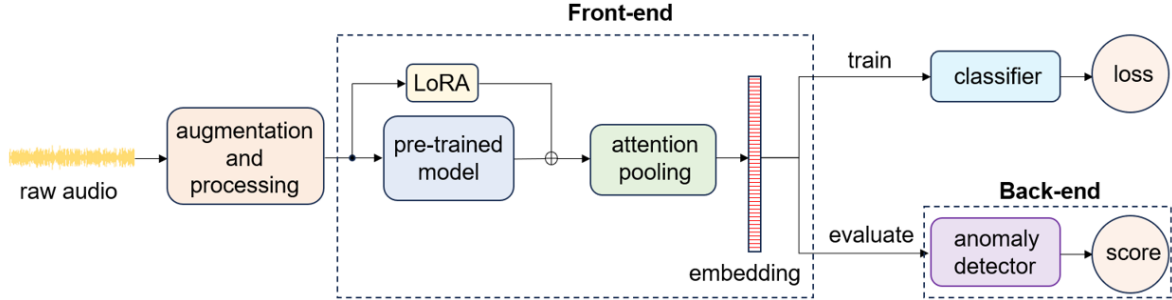 Front-end
train
classifier
loss
LoRA
augmentation
and
processing
pre-trained
model
attention
pooling
raw audio
embedding
Back-end
evaluate
anomaly
detector
score